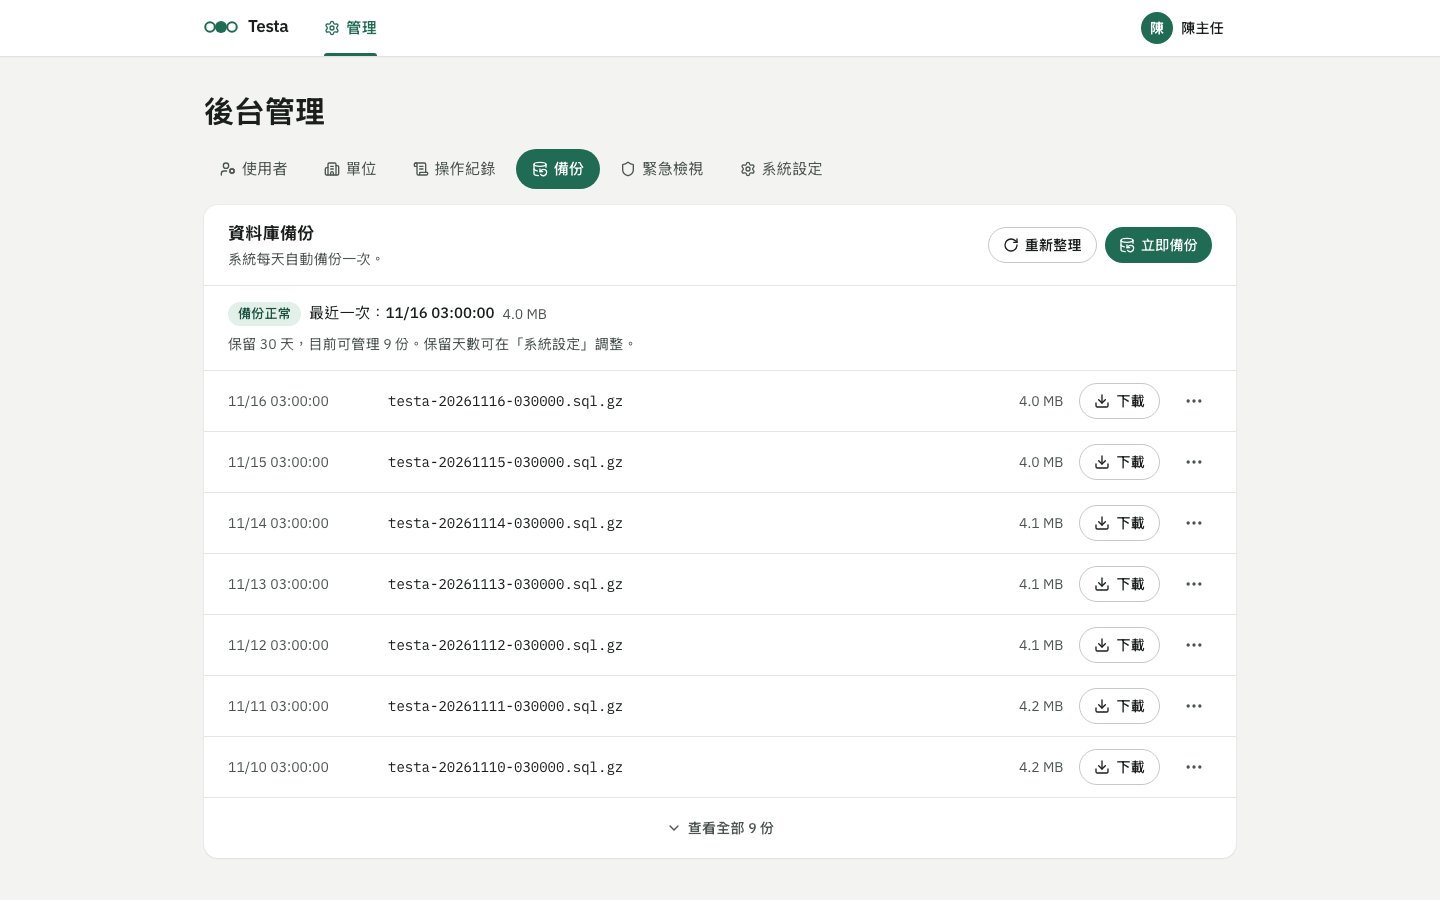 Testa
管理
陳
陳主任
後台管理
使用者
單位
操作紀錄
備份
緊急檢視
系統設定
資料庫備份
系統每天自動備份一次。
重新整理
立即備份
備份正常 最近一次：11/16 03:00:00 4.0 MB
保留 30 天，目前可管理 9 份。保留天數可在「系統設定」調整。
11/16 03:00:00 testa-20261116-030000.sql.gz 4.0 MB 下載
11/15 03:00:00 testa-20261115-030000.sql.gz 4.0 MB 下載
11/14 03:00:00 testa-20261114-030000.sql.gz 4.1 MB 下載
11/13 03:00:00 testa-20261113-030000.sql.gz 4.1 MB 下載
11/12 03:00:00 testa-20261112-030000.sql.gz 4.1 MB 下載
11/11 03:00:00 testa-20261111-030000.sql.gz 4.2 MB 下載
11/10 03:00:00 testa-20261110-030000.sql.gz 4.2 MB 下載
查看全部 9 份